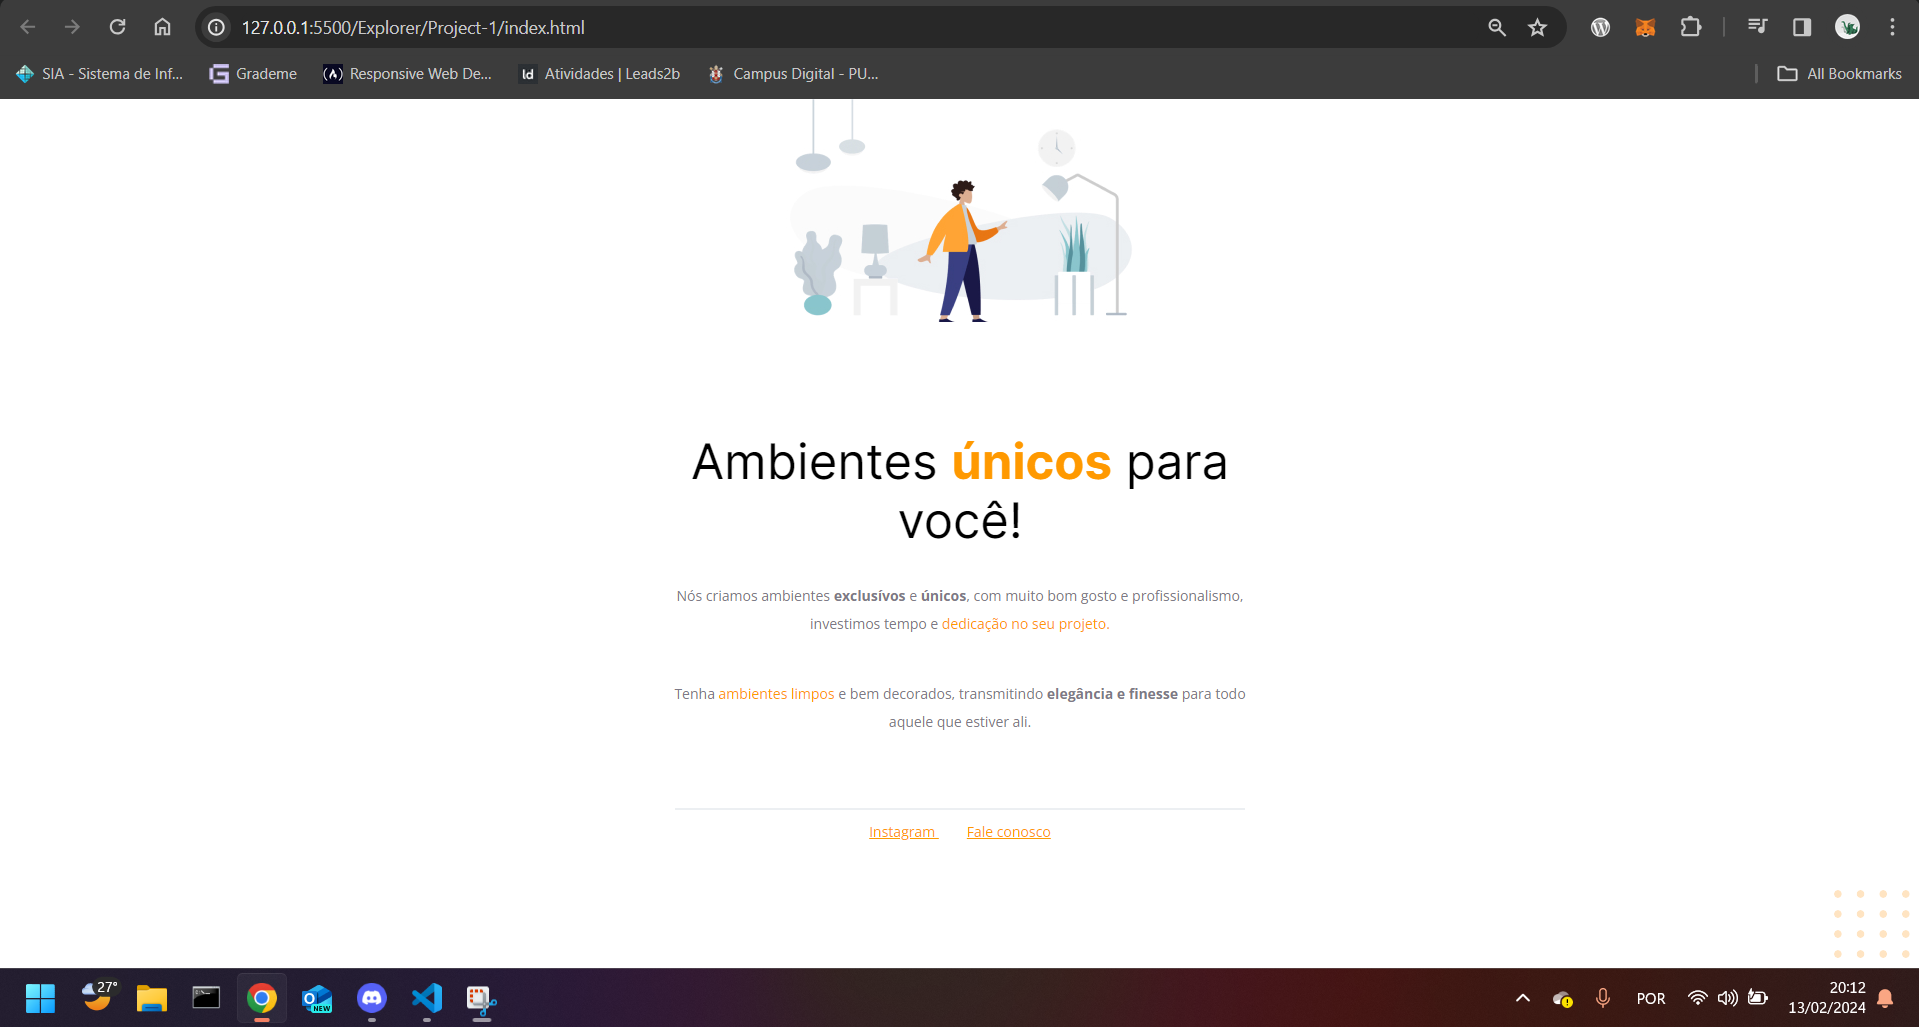 127.0.0.1:5500/Explorer/Project-1/index.html
SIA - Sistema de Inf...
Grademe
Responsive Web De...
ld
Atividades | Leads2b
Campus Digital - PU...
All Bookmarks
Ambientes únicos para
você!
Nós criamos ambientes exclusívos e únicos, com muito bom gosto e profissionalismo,
investimos tempo e dedicação no seu projeto.
Tenha ambientes limpos e bem decorados, transmitindo elegância e finesse para todo
aquele que estiver ali.
Instagram Fale conosco
27°
NEW
POR
20:12
13/02/2024